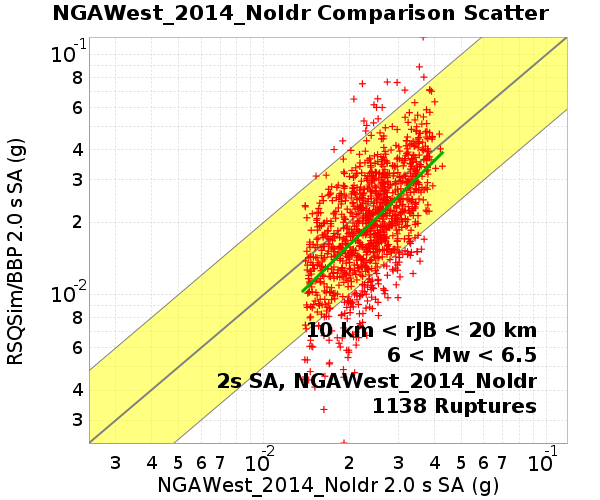 NGAWest_2014_NoIdr Comparison Scatter
RSQSim/BBP 2.0 s SA (g)
10⁻¹
8
6
4
3
2
10⁻²
8
6
4
3
10 km < rJB < 20 km
6 < Mw < 6.5
2s SA, NGAWest_2014_NoIdr
1138 Ruptures
3 4 5 6 7 10⁻² 2 3 4 5 6 7 10⁻¹
NGAWest_2014_NoIdr 2.0 s SA (g)